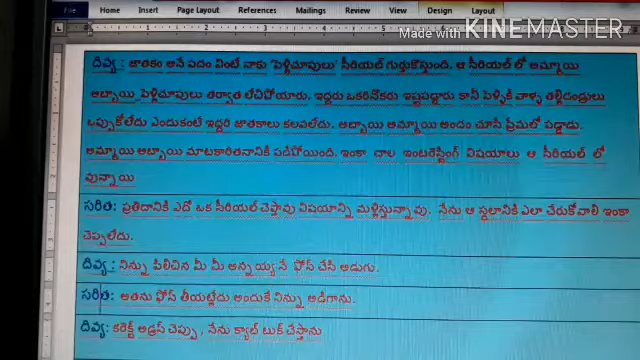 File Home Insert Page Layout References Mailings Review View Design Layout
Made with KINEMASTER
దివ్య: జాతకం అనే పదం వింటే నాకు 'పెళ్లిచూపులు' సీరియల్ గుర్తుకొస్తుంది. ఆ సీరియల్ లో అమ్మాయి
అబ్బాయి పెళ్లిచూపులు తర్వాత లేచిపోయారు. ఇద్దరు ఒకరినొకరు ఇష్టపడ్డారు కానీ పెళ్ళికి వాళ్ళ తల్లిదండ్రులు
ఒప్పుకోలేదు ఎందుకంటే ఇద్దరి జాతకాలు కలవలేదు. అబ్బాయి అమ్మాయి అందం చూసి ప్రేమలో పడ్డాడు.
అమ్మాయి అబ్బాయి మాటకారితనానికి పడిపోయింది. ఇంకా చాల ఇంటరెస్టింగ్ విషయాలు ఆ సీరియల్ లో
వున్నాయి
సరిత: ప్రతిదానికి ఎదో ఒక సీరియల్ చెప్తావు విషయాన్ని మళ్లిస్తున్నావు. నేను ఆ స్థలానికి ఎలా చేరుకోవాలి ఇంకా
చెప్పలేదు.
దివ్య : నిన్ను పిలిచిన మీ మీ అన్నయ్యనే ఫోన్ చేసి అడుగు.
సరిత: అతను ఫోన్ తీయట్లేదు అందుకే నిన్ను అడిగాను.
దివ్య: కరెక్ట్ అడ్రస్ చెప్పు , నేను క్యాబ్ బుక్ చేస్తాను